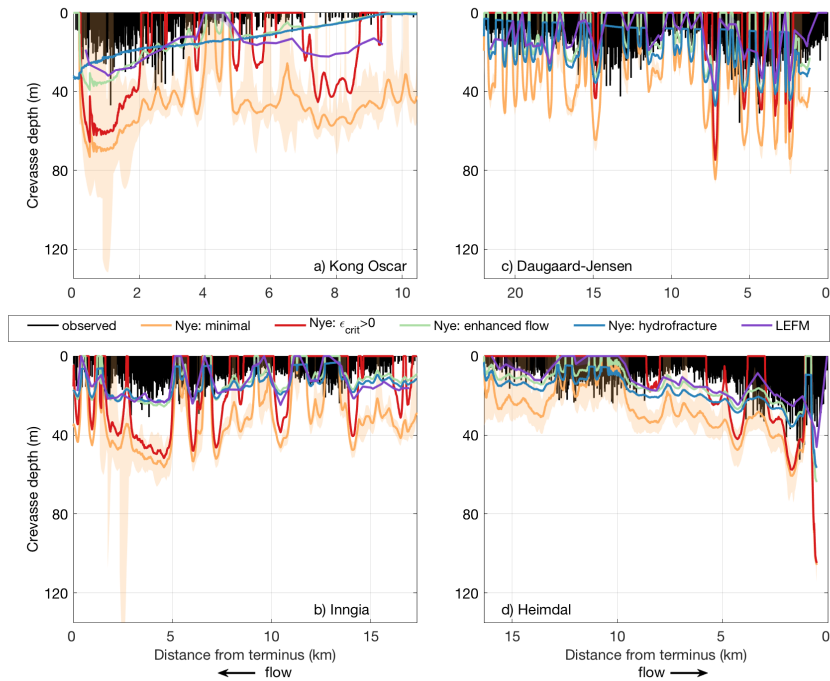 Crevasse depth (m)
0
40
80
120
a) Kong Oscar
0 2 4 6 8 10
0
40
80
120
c) Daugaard-Jensen
20 15 10 5 0
observed Nye: minimal Nye: ϵcrit>0 Nye: enhanced flow Nye: hydrofracture LEFM
Crevasse depth (m)
0
40
80
120
b) Inngia
0 5 10 15
Distance from terminus (km)
flow
0
40
80
120
d) Heimdal
15 10 5 0
Distance from terminus (km)
flow